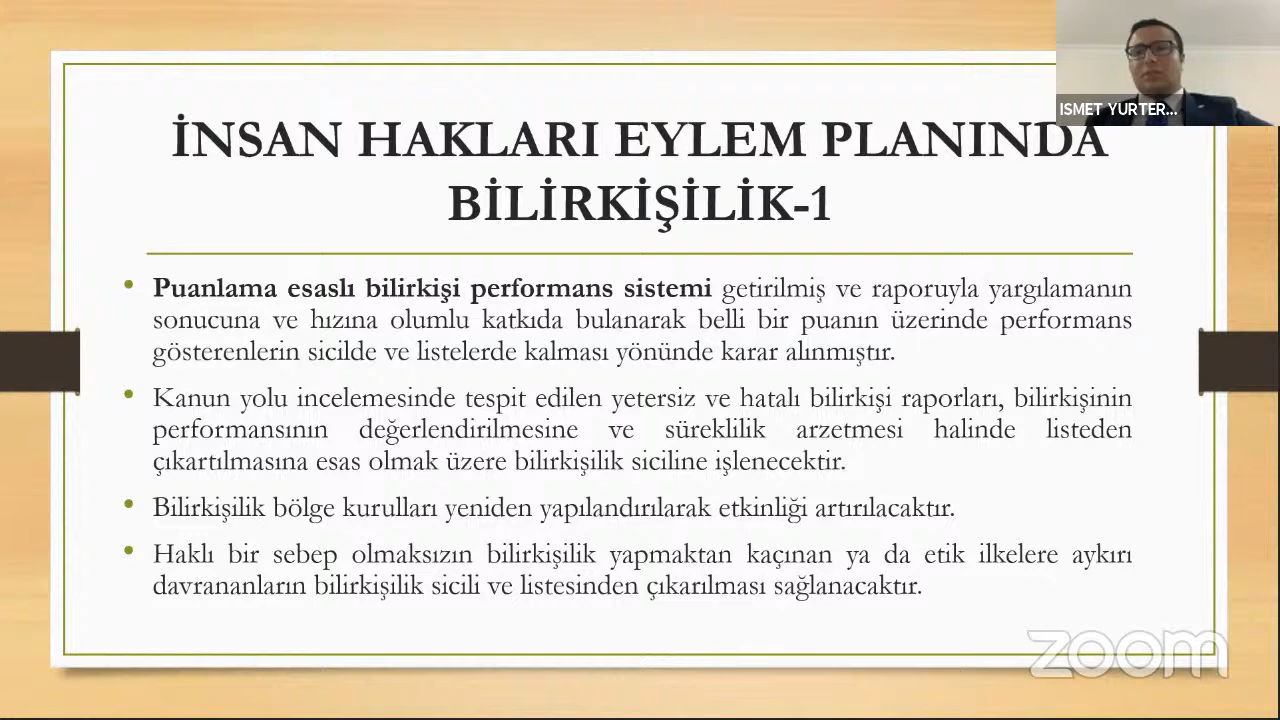 ISMET YURTER...
İNSAN HAKLARI EYLEM PLANINDA
BİLİRKİŞİLİK-1
• Puanlama esaslı bilirkişi performans sistemi getirilmiş ve raporuyla yargılamanın
sonucuna ve hızına olumlu katkıda bulanarak belli bir puanın üzerinde performans
gösterenlerin sicilde ve listelerde kalması yönünde karar alınmıştır.
• Kanun yolu incelemesinde tespit edilen yetersiz ve hatalı bilirkişi raporları, bilirkişinin
performansının değerlendirilmesine ve süreklilik arzetmesi halinde listeden
çıkartılmasına esas olmak üzere bilirkişilik siciline işlenecektir.
• Bilirkişilik bölge kurulları yeniden yapılandırılarak etkinliği artırılacaktır.
• Haklı bir sebep olmaksızın bilirkişilik yapmaktan kaçınan ya da etik ilkelere aykırı
davrananların bilirkişilik sicili ve listesinden çıkarılması sağlanacaktır.
zoom